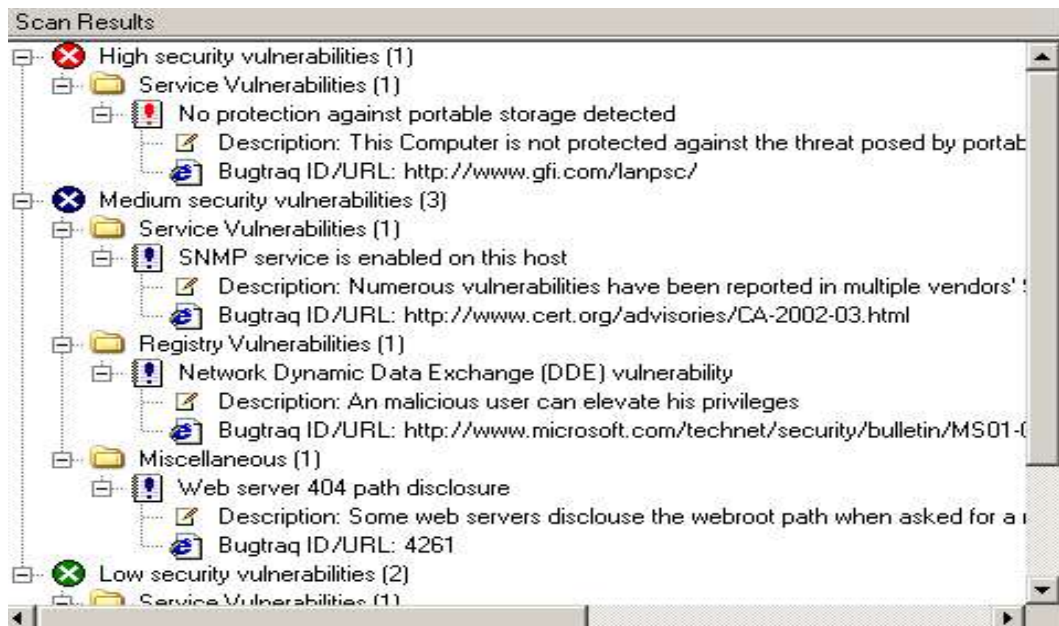 Scan Results
High security vulnerabilities (1)
Service Vulnerabilities (1)
No protection against portable storage detected
Description: This Computer is not protected against the threat posed by portab
Bugtraq ID/URL: http://www.gfi.com/lanpsc/
Medium security vulnerabilities (3)
Service Vulnerabilities (1)
SNMP service is enabled on this host
Description: Numerous vulnerabilities have been reported in multiple vendors'
Bugtraq ID/URL: http://www.cert.org/advisories/CA-2002-03.html
Registry Vulnerabilities (1)
Network Dynamic Data Exchange (DDE) vulnerability
Description: An malicious user can elevate his privileges
Bugtraq ID/URL: http://www.microsoft.com/technet/security/bulletin/MS01-0
Miscellaneous (1)
Web server 404 path disclosure
Description: Some web servers disclouse the webroot path when asked for a
Bugtraq ID/URL: 4261
Low security vulnerabilities (2)
Service Vulnerabilities (1)